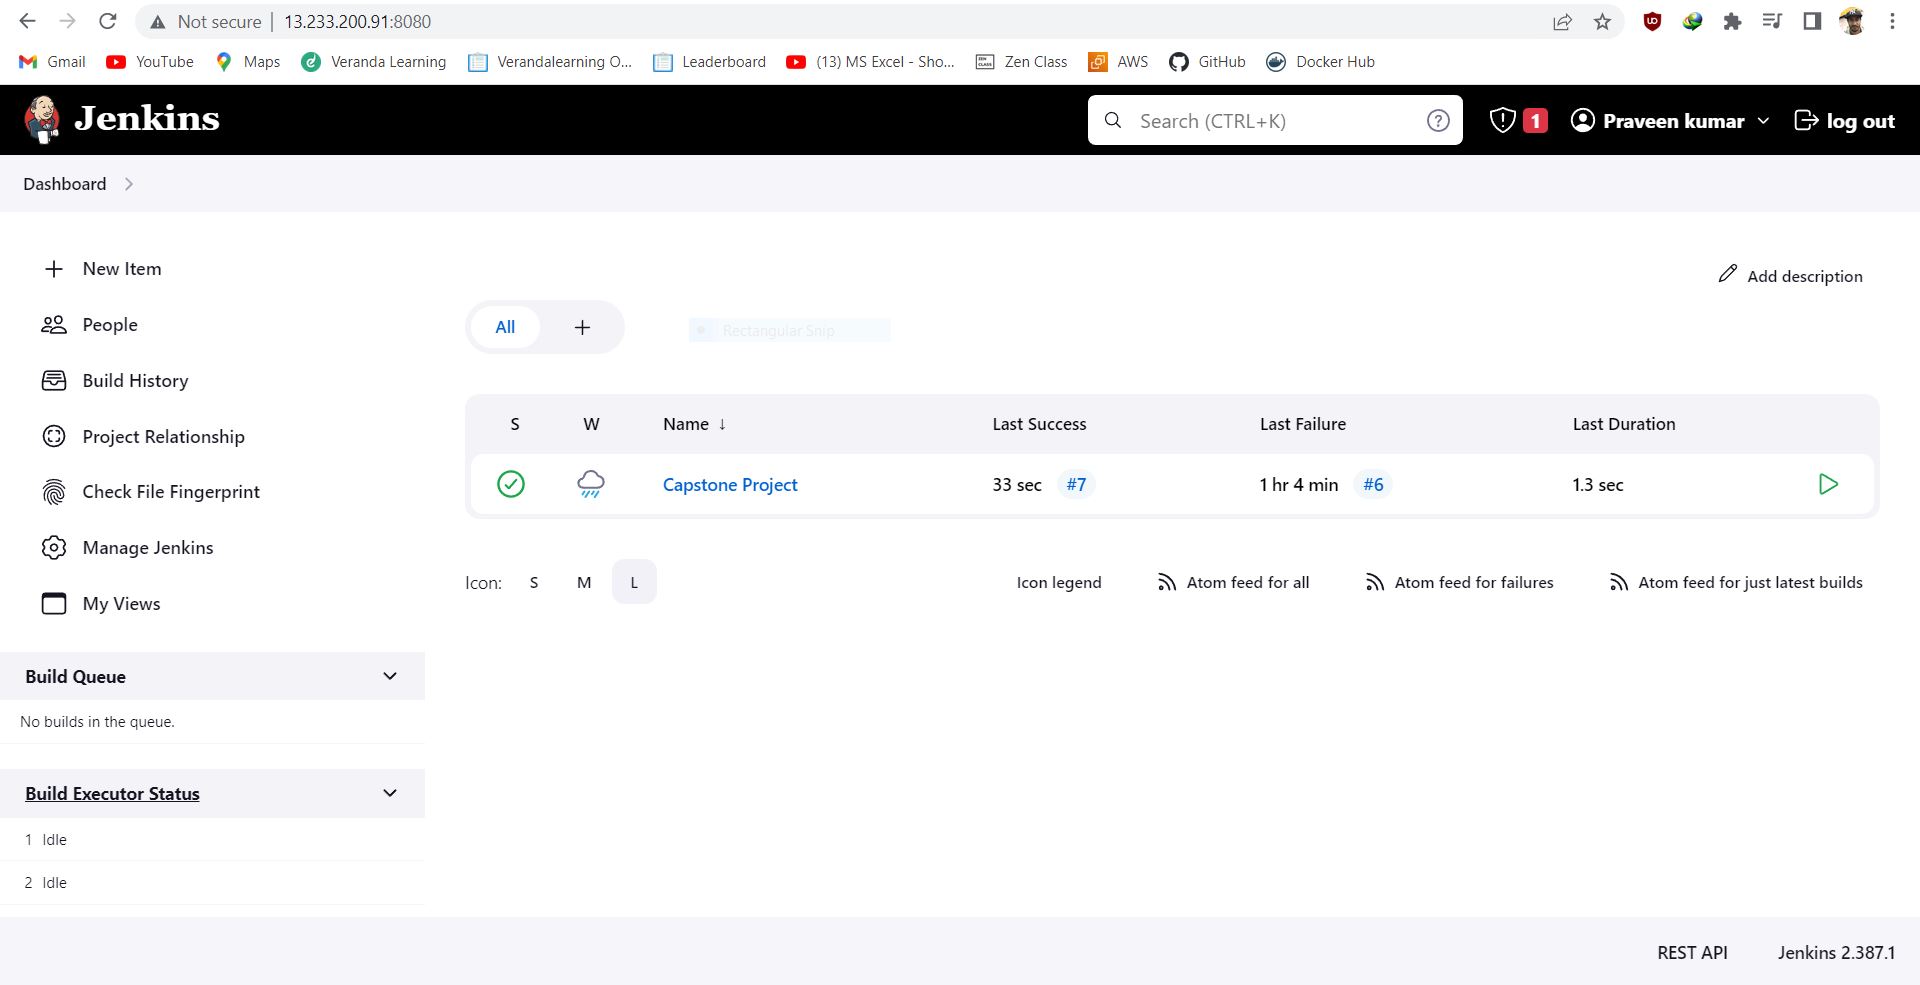 Not secure | 13.233.200.91:8080
Gmail YouTube Maps Veranda Learning Verandalearning O... Leaderboard (13) MS Excel - Sho... ZEN CLASS Zen Class AWS GitHub Docker Hub
Jenkins Search (CTRL+K) ? 1 Praveen kumar log out
Dashboard
New Item
People
Build History
Project Relationship
Check File Fingerprint
Manage Jenkins
My Views
Build Queue
No builds in the queue.
Build Executor Status
1 Idle
2 Idle
Add description
All +
Rectangular Snip
S W Name ↓ Last Success Last Failure Last Duration
Capstone Project 33 sec #7 1 hr 4 min #6 1.3 sec
Icon: S M L Icon legend Atom feed for all Atom feed for failures Atom feed for just latest builds
REST API Jenkins 2.387.1